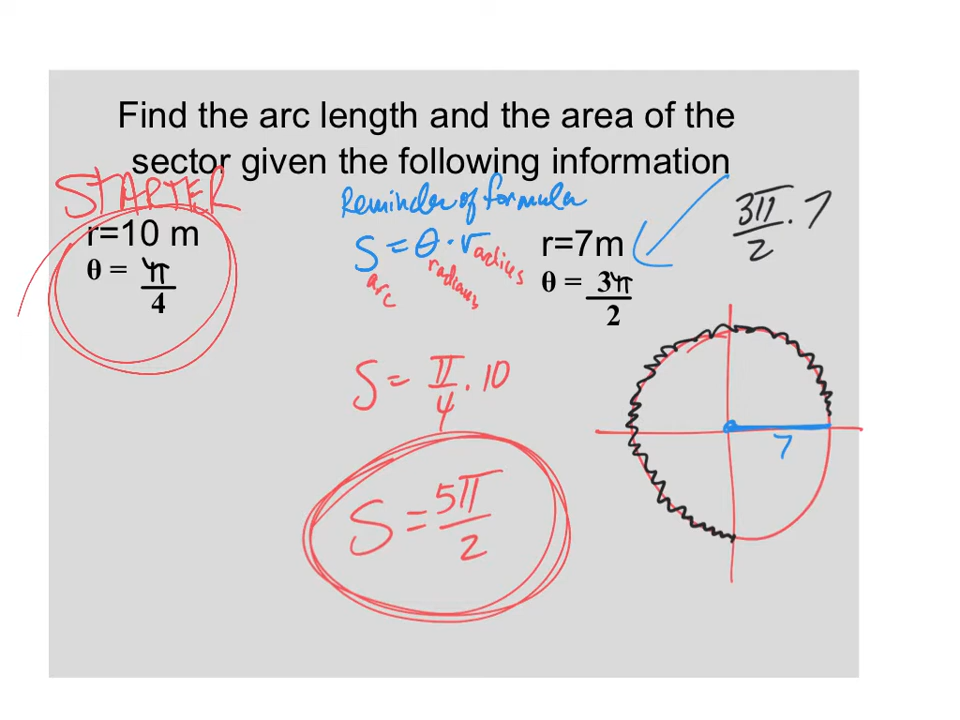 Find the arc length and the area of the
sector given the following information
STARTER
r=10 m
θ = π/4
Reminder of formula
S = θ · radius
arc
radians
r=7m
θ = 3π/2
3π/2 · 7
S = π/4 · 10
S = 5π/2
7